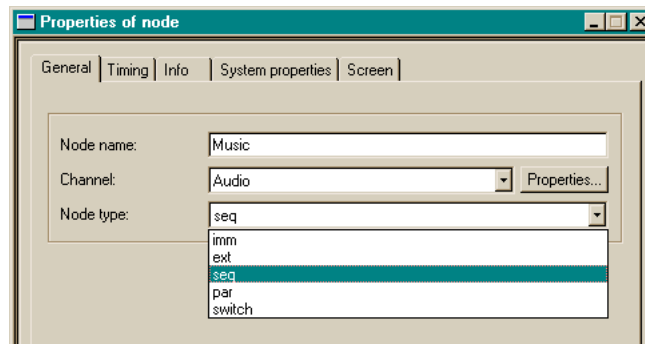 Properties of node
General Timing Info System properties Screen
Node name: Music
Channel: Audio Properties...
Node type: seq
imm
ext
seq
par
switch